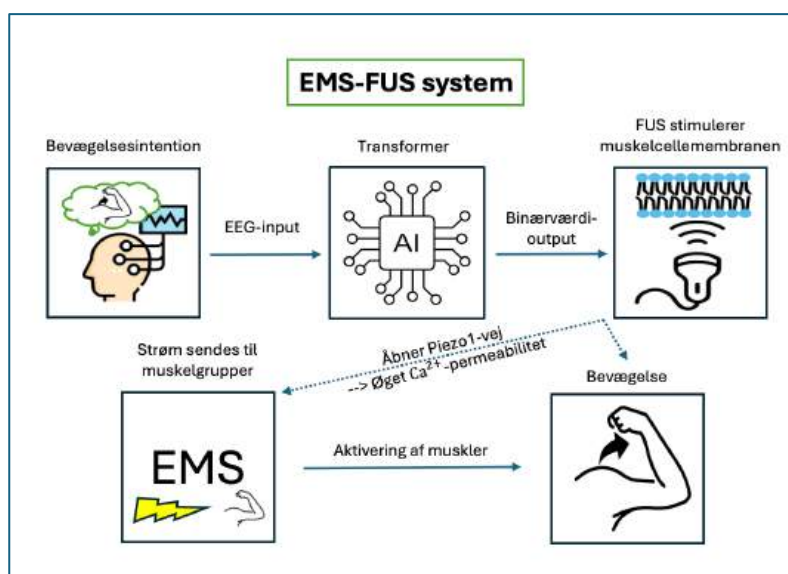 EMS-FUS system
Bevægelsesintention
Transformer
FUS stimulerer
muskelcellemembranen
EEG-input
AI
Binærværdi-
output
Strøm sendes til
muskelgrupper
Åbner Piezo1-vej
--> Øget Ca²⁺-permeabilitet
Bevægelse
EMS
Aktivering af muskler